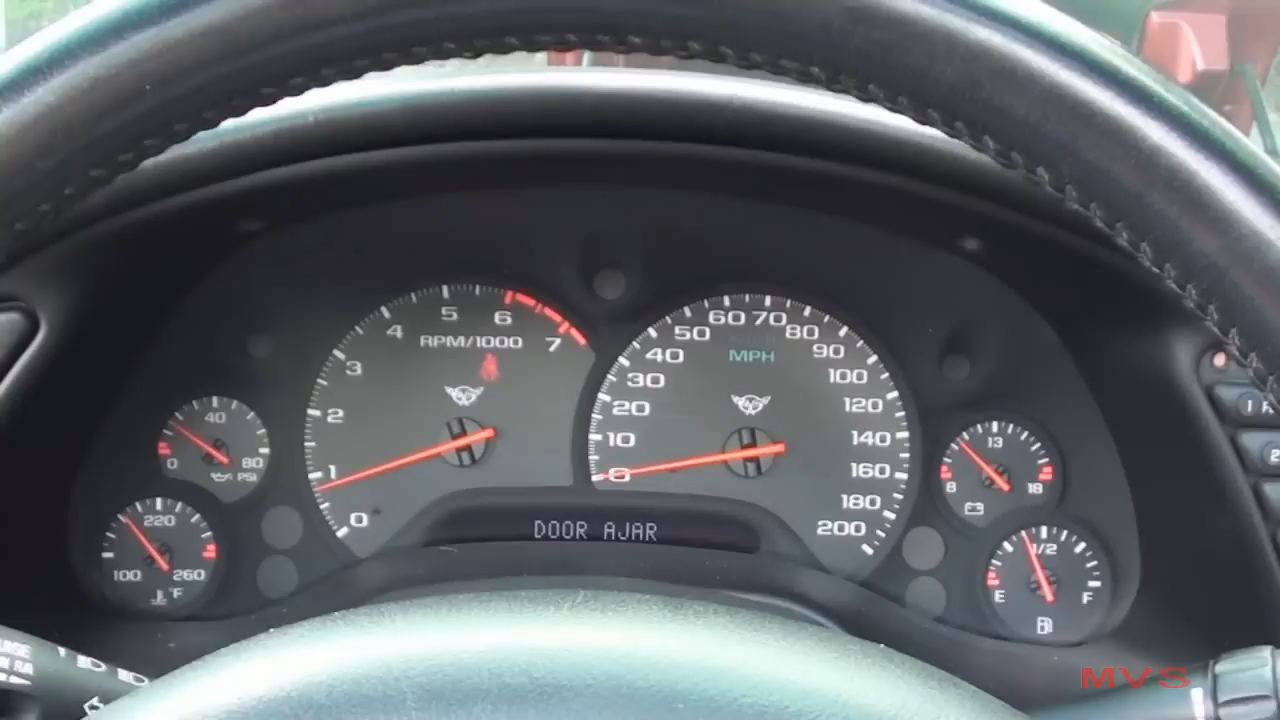 0 1 2 3 4 5 6 7
RPM/1000
0 10 20 30 40 50 60 70 80 90 100 120 140 160 180 200
MPH
0 40 80
PSI
100 220 260
°F
8 13 18
E 1/2 F
DOOR AJAR
MVS